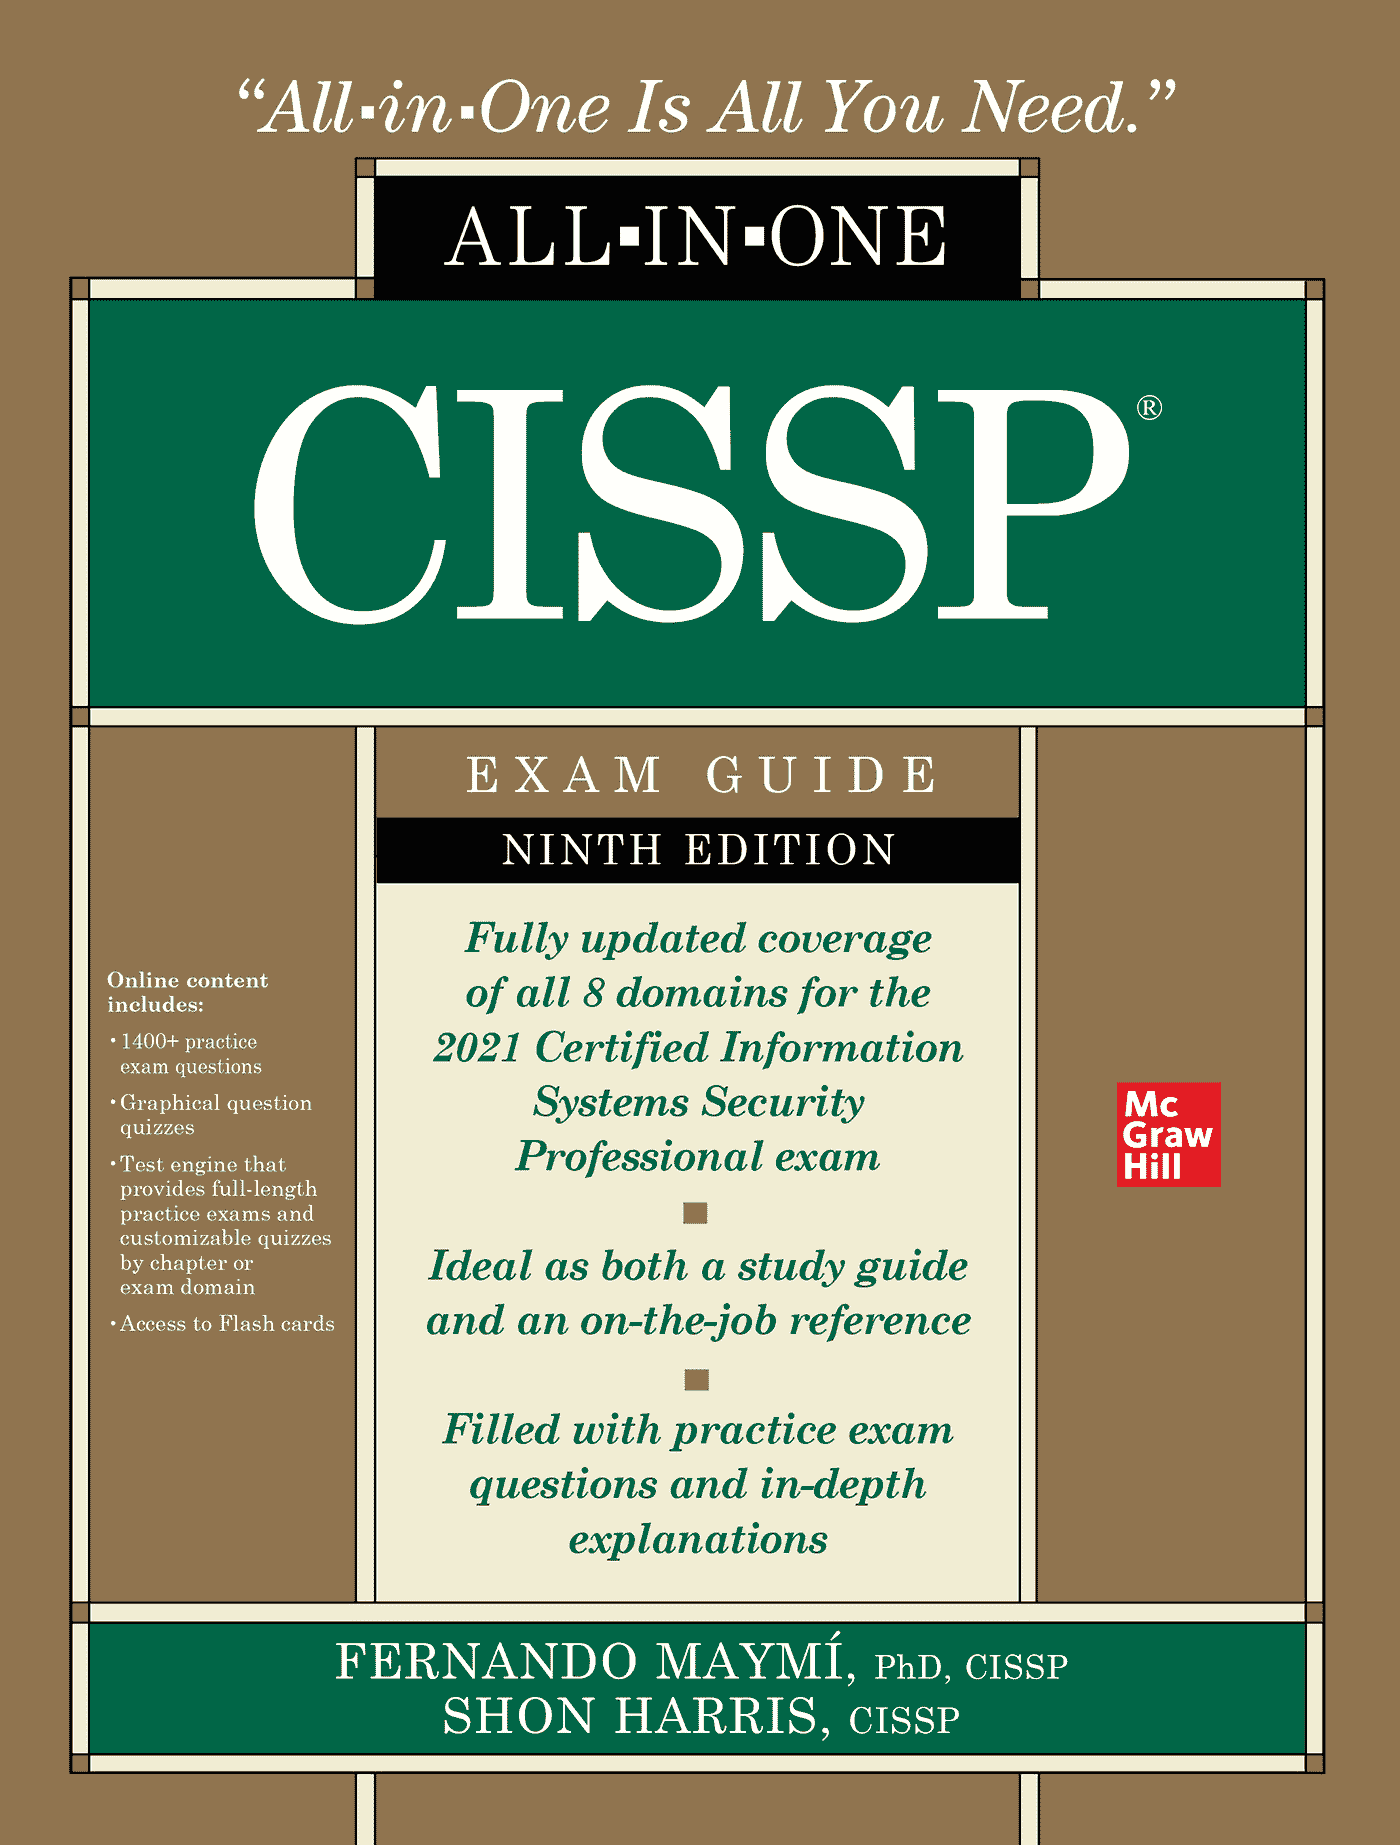 “All▪in▪One Is All You Need.”
ALL▪IN▪ONE
CISSP®
EXAM GUIDE
NINTH EDITION
Fully updated coverage
of all 8 domains for the
2021 Certified Information
Systems Security
Professional exam
Ideal as both a study guide
and an on-the-job reference
Filled with practice exam
questions and in-depth
explanations
Online content
includes:
•1400+ practice
exam questions
•Graphical question
quizzes
•Test engine that
provides full-length
practice exams and
customizable quizzes
by chapter or
exam domain
•Access to Flash cards
Mc
Graw
Hill
FERNANDO MAYMÍ, PhD, CISSP
SHON HARRIS, CISSP